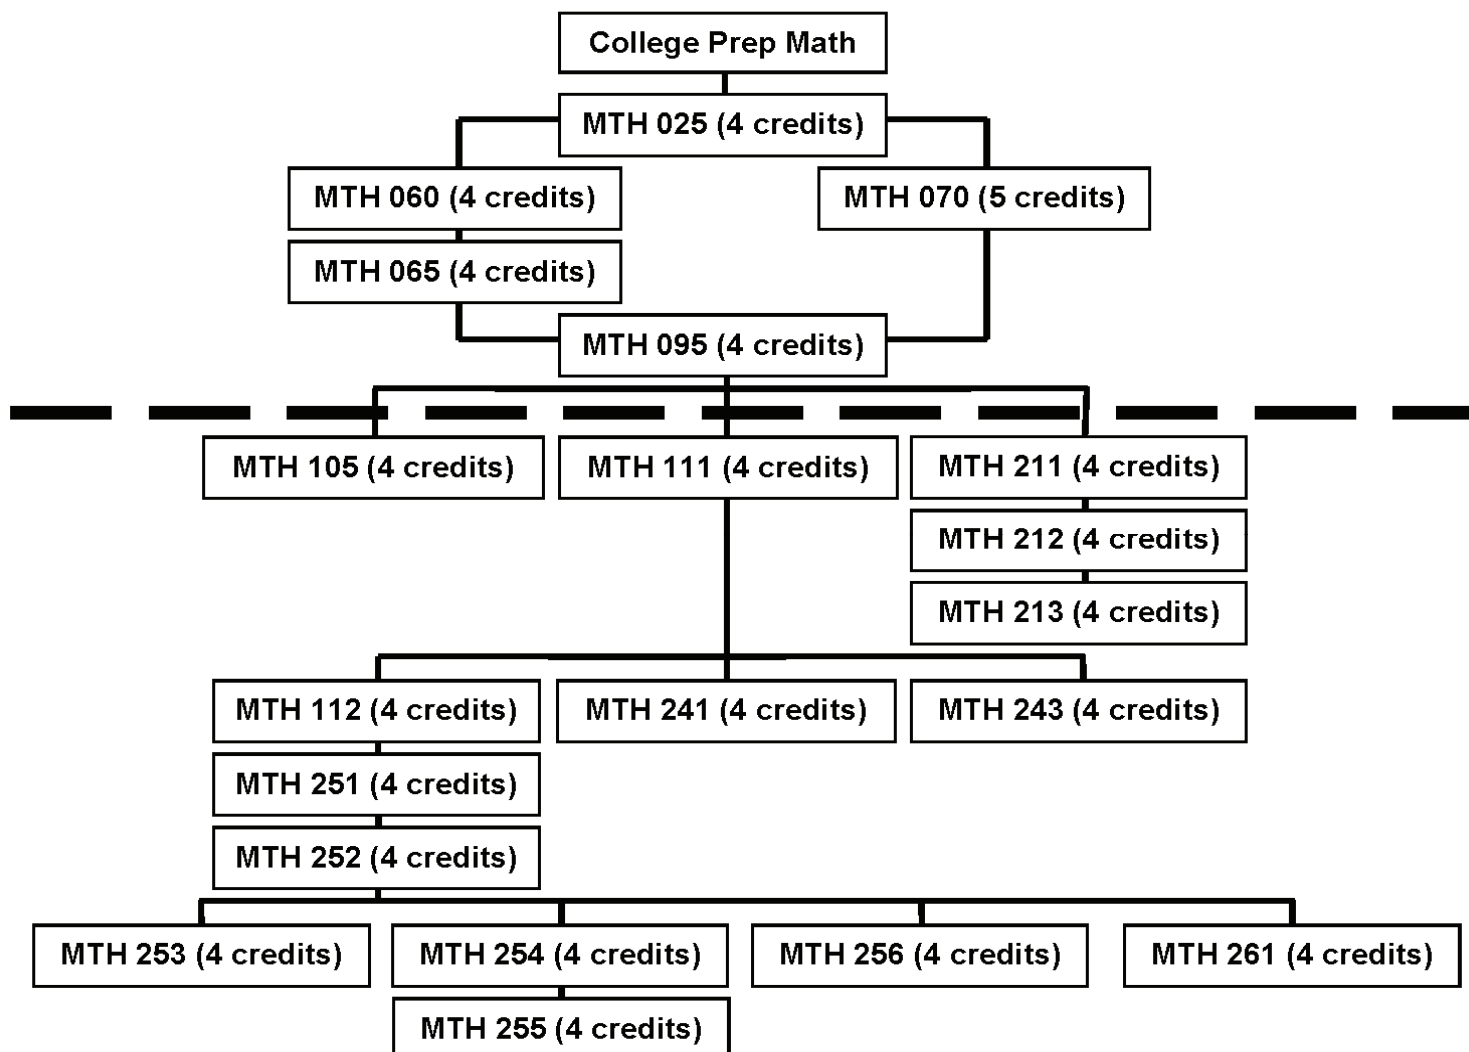 College Prep Math
MTH 025 (4 credits)
MTH 060 (4 credits)
MTH 070 (5 credits)
MTH 065 (4 credits)
MTH 095 (4 credits)
MTH 105 (4 credits)
MTH 111 (4 credits)
MTH 211 (4 credits)
MTH 212 (4 credits)
MTH 213 (4 credits)
MTH 112 (4 credits)
MTH 241 (4 credits)
MTH 243 (4 credits)
MTH 251 (4 credits)
MTH 252 (4 credits)
MTH 253 (4 credits)
MTH 254 (4 credits)
MTH 256 (4 credits)
MTH 261 (4 credits)
MTH 255 (4 credits)